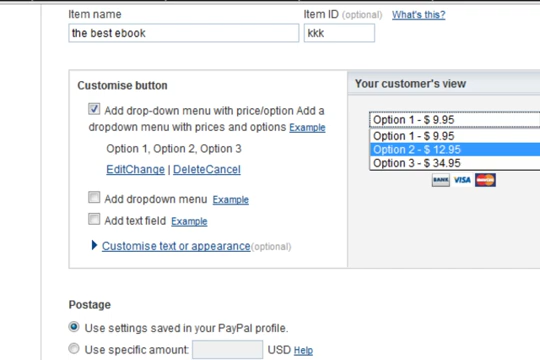 Item name
Item ID (optional) What's this?
the best ebook
kkk
Customise button
Add drop-down menu with price/option Add a
dropdown menu with prices and options Example
Option 1, Option 2, Option 3
EditChange | DeleteCancel
Add dropdown menu Example
Add text field Example
Customise text or appearance(optional)
Your customer's view
Option 1 - $ 9.95
Option 1 - $ 9.95
Option 2 - $ 12.95
Option 3 - $ 34.95
BANK VISA MasterCard
Postage
Use settings saved in your PayPal profile.
Use specific amount: USD Help